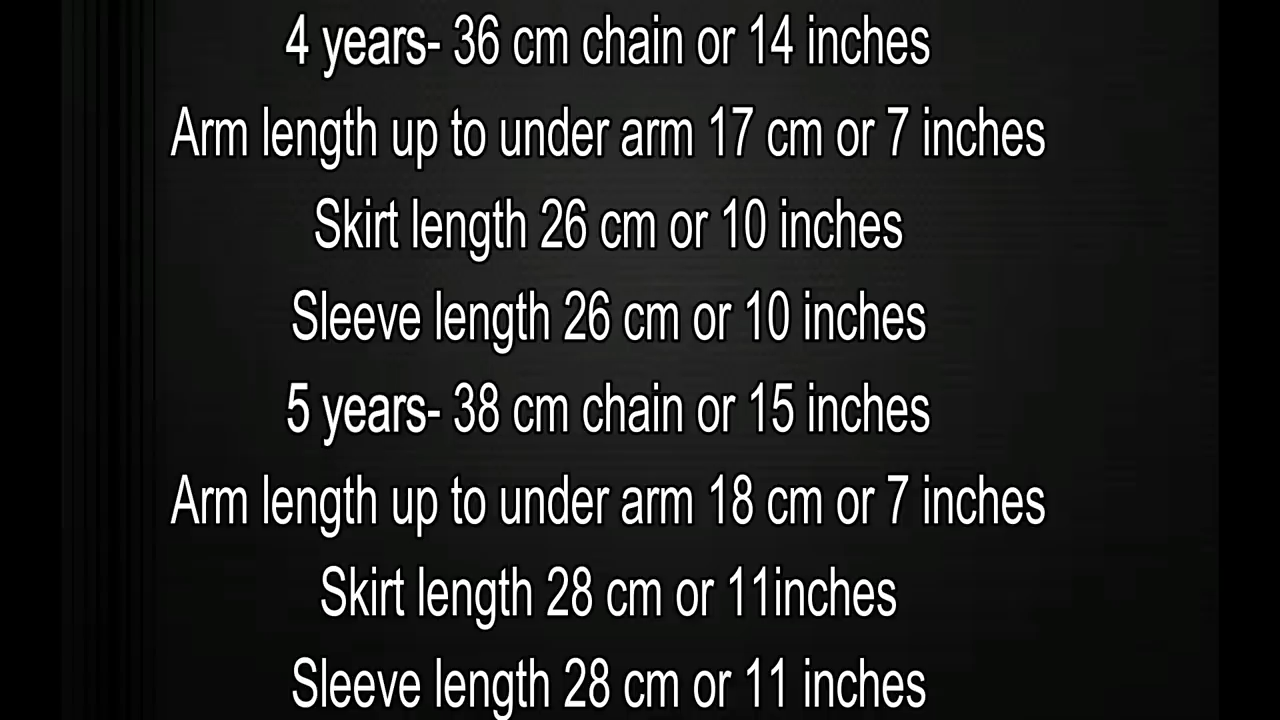 4 years- 36 cm chain or 14 inches
Arm length up to under arm 17 cm or 7 inches
Skirt length 26 cm or 10 inches
Sleeve length 26 cm or 10 inches
5 years- 38 cm chain or 15 inches
Arm length up to under arm 18 cm or 7 inches
Skirt length 28 cm or 11inches
Sleeve length 28 cm or 11 inches